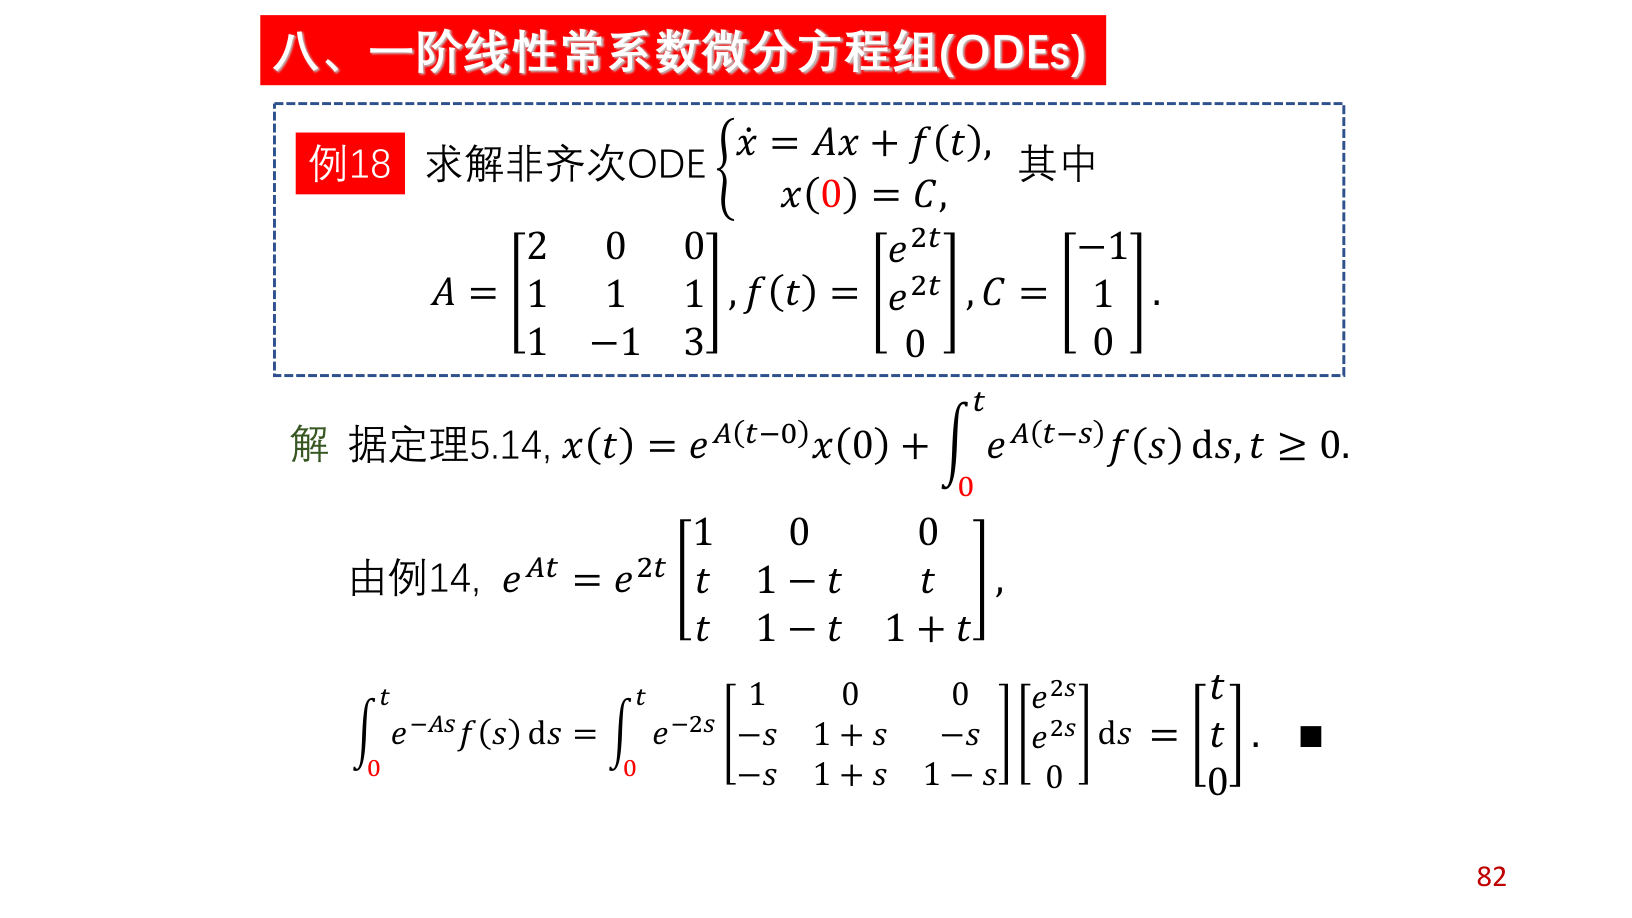 八、一阶线性常系数微分方程组(ODEs)
例18 求解非齐次ODE { ẋ = Ax + f(t), x(0) = C, 其中
A = [2 0 0; 1 1 1; 1 −1 3], f(t) = [e^{2t}; e^{2t}; 0], C = [−1; 1; 0].
解 据定理5.14, x(t) = e^{A(t−0)}x(0) + ∫_0^t e^{A(t−s)}f(s) ds, t ≥ 0.
由例14, e^{At} = e^{2t} [1 0 0; t 1−t t; t 1−t 1+t],
∫_0^t e^{−As}f(s) ds = ∫_0^t e^{−2s} [1 0 0; −s 1+s −s; −s 1+s 1−s] [e^{2s}; e^{2s}; 0] ds = [t; t; 0]. ■
82